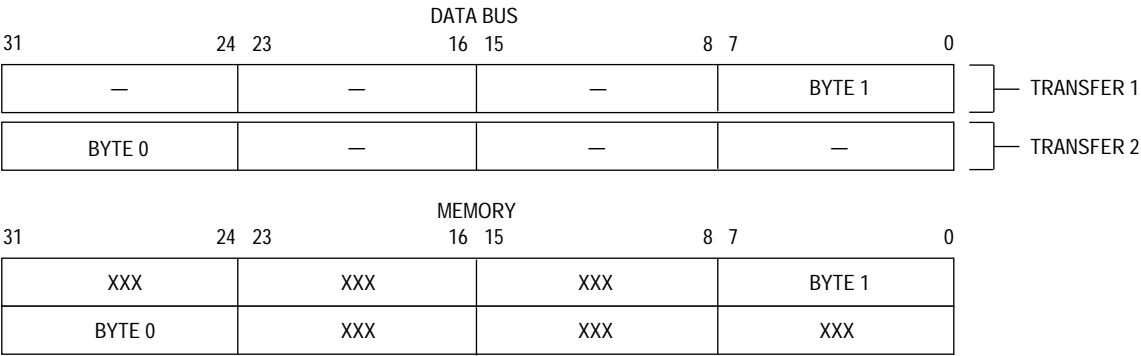 DATA BUS
31 24 23 16 15 8 7 0
— — — BYTE 1 TRANSFER 1
BYTE 0 — — — TRANSFER 2
MEMORY
31 24 23 16 15 8 7 0
XXX XXX XXX BYTE 1
BYTE 0 XXX XXX XXX